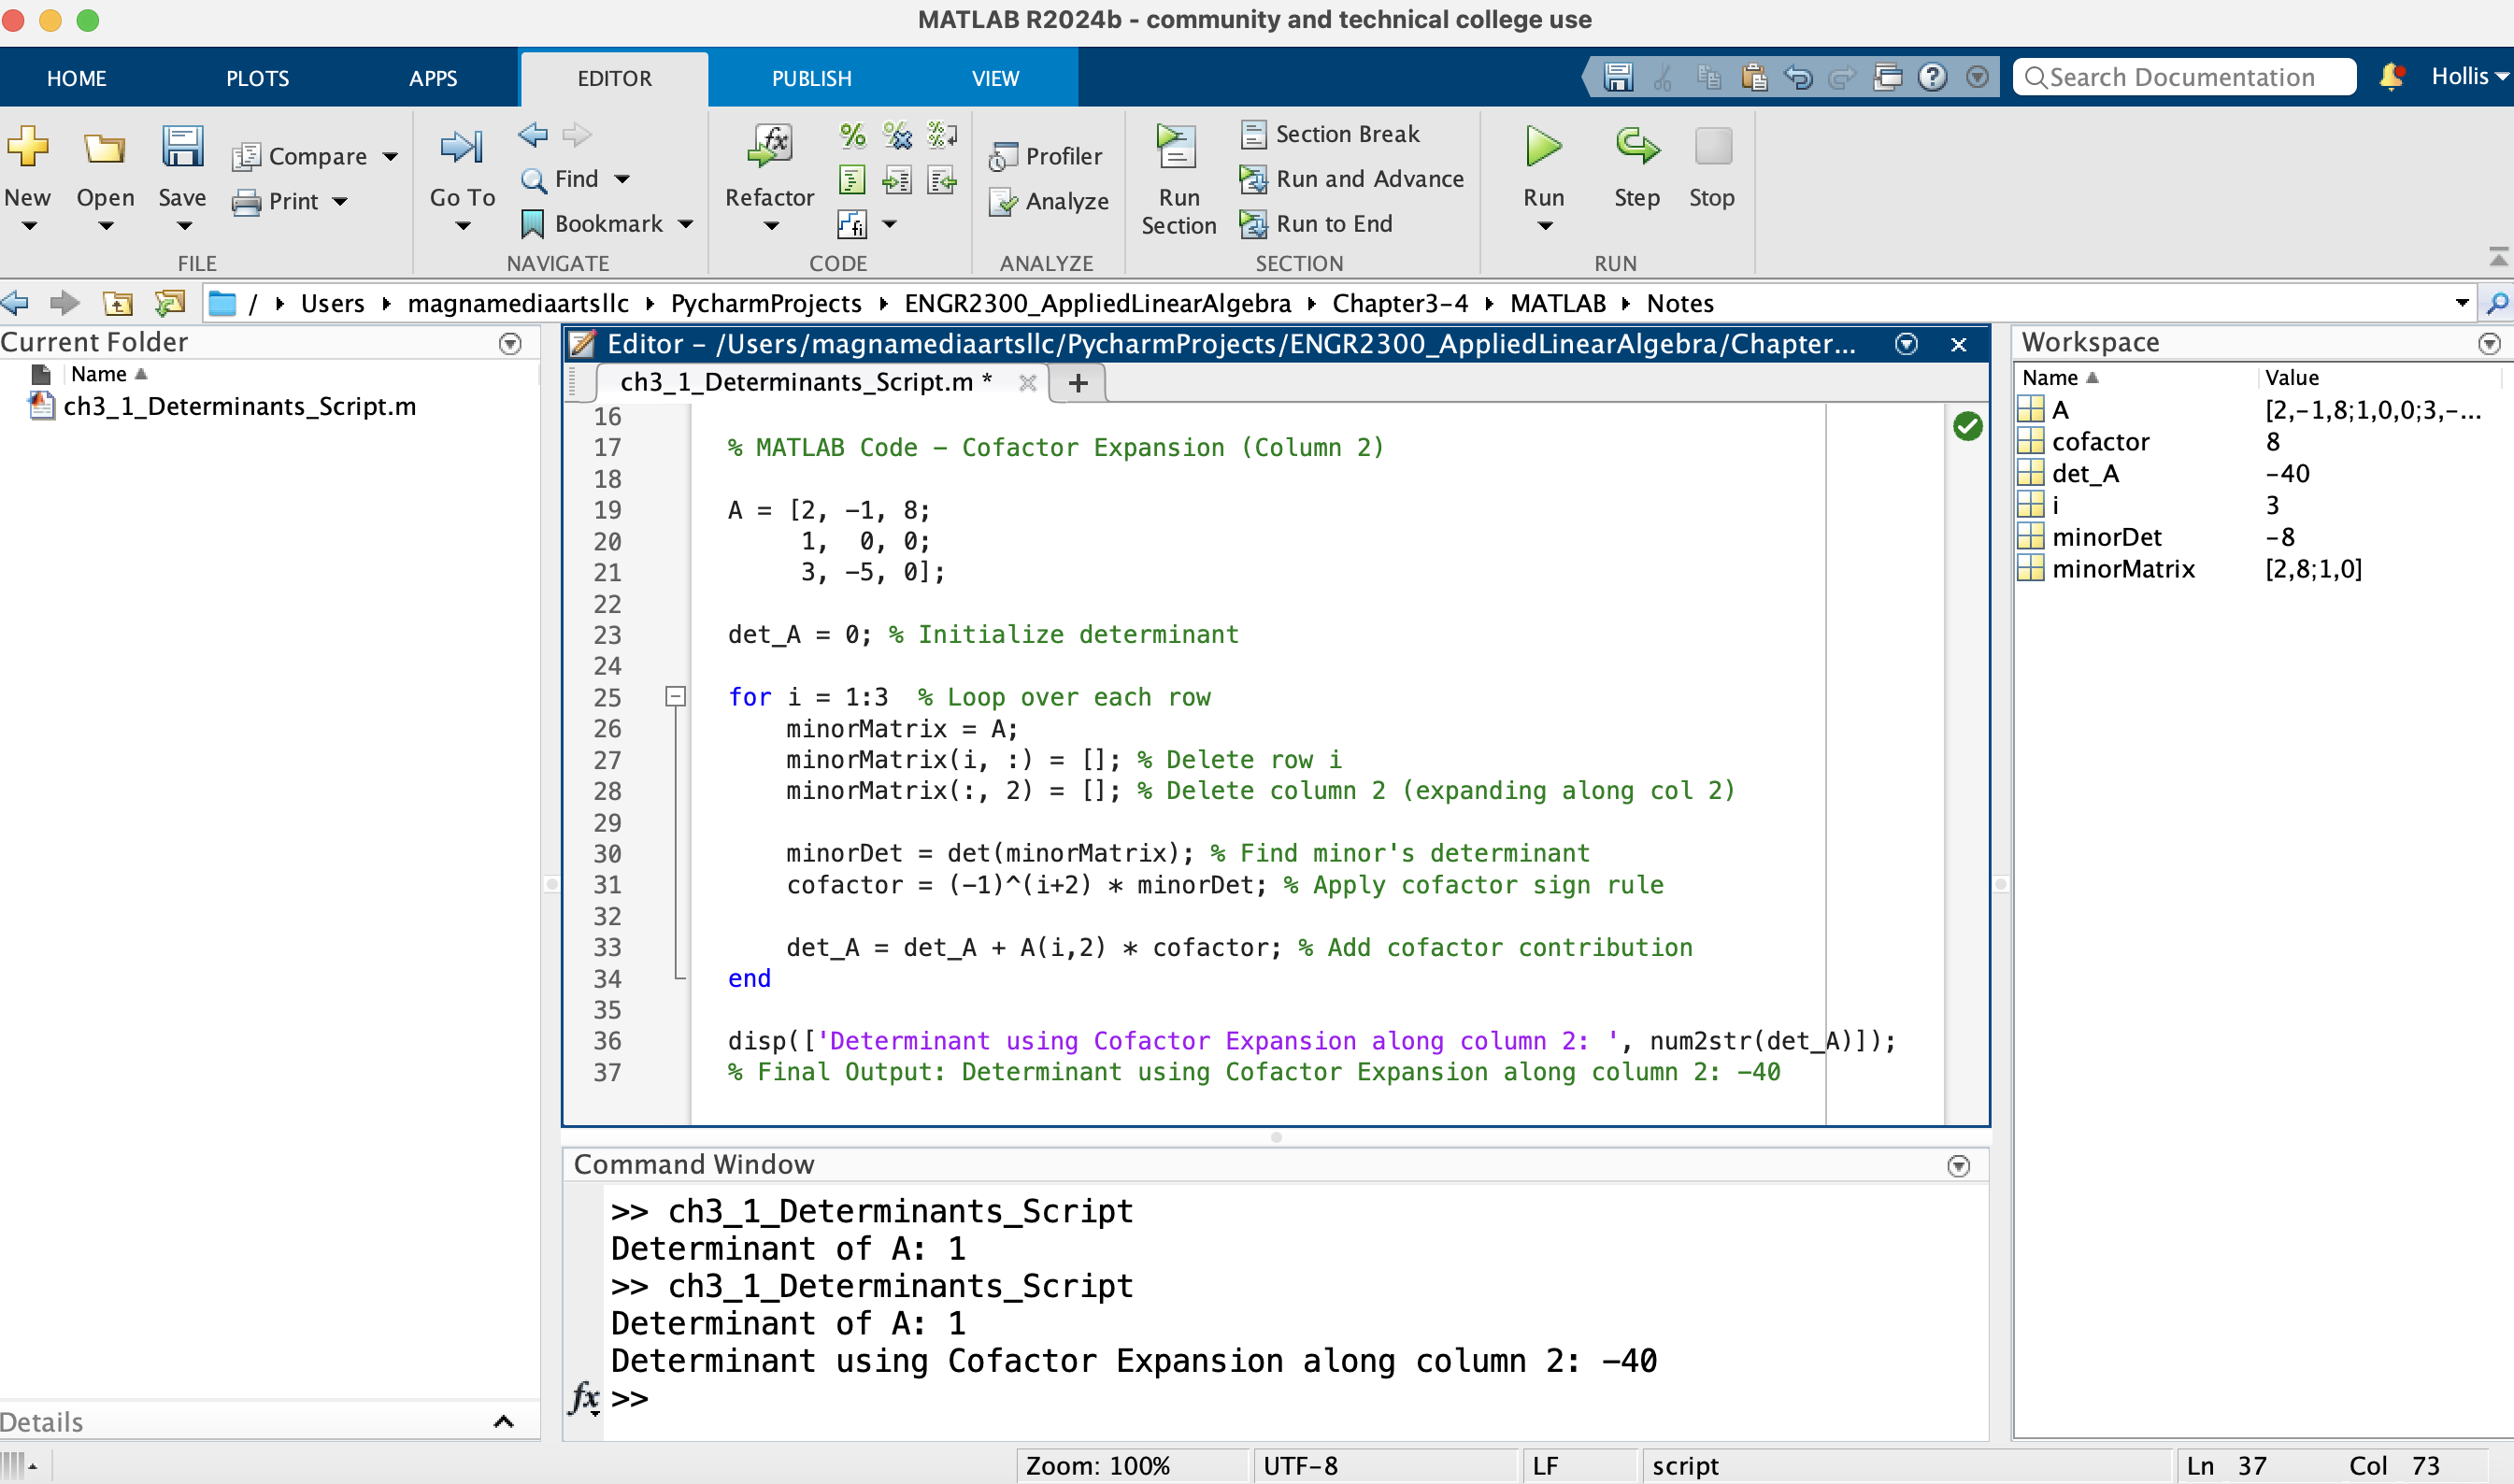 MATLAB R2024b - community and technical college use
HOME PLOTS APPS EDITOR PUBLISH VIEW Search Documentation Hollis
New Open Save Compare Print
FILE
Go To Find Bookmark
NAVIGATE
Refactor
CODE
Profiler
Analyze
ANALYZE
Run Section
Section Break
Run and Advance
Run to End
SECTION
Run Step Stop
RUN
/ Users magnamediaartsllc PycharmProjects ENGR2300_AppliedLinearAlgebra Chapter3-4 MATLAB Notes
Current Folder
Name
ch3_1_Determinants_Script.m
Details
Editor - /Users/magnamediaartsllc/PycharmProjects/ENGR2300_AppliedLinearAlgebra/Chapter...
ch3_1_Determinants_Script.m *
16
17 % MATLAB Code - Cofactor Expansion (Column 2)
18
19 A = [2, -1, 8;
20 1, 0, 0;
21 3, -5, 0];
22
23 det_A = 0; % Initialize determinant
24
25 for i = 1:3 % Loop over each row
26 minorMatrix = A;
27 minorMatrix(i, :) = []; % Delete row i
28 minorMatrix(:, 2) = []; % Delete column 2 (expanding along col 2)
29
30 minorDet = det(minorMatrix); % Find minor's determinant
31 cofactor = (-1)^(i+2) * minorDet; % Apply cofactor sign rule
32
33 det_A = det_A + A(i,2) * cofactor; % Add cofactor contribution
34 end
35
36 disp(['Determinant using Cofactor Expansion along column 2: ', num2str(det_A)]);
37 % Final Output: Determinant using Cofactor Expansion along column 2: -40
Command Window
>> ch3_1_Determinants_Script
Determinant of A: 1
>> ch3_1_Determinants_Script
Determinant of A: 1
Determinant using Cofactor Expansion along column 2: -40
fx >>
Workspace
Name Value
A [2,-1,8;1,0,0;3,-...
cofactor 8
det_A -40
i 3
minorDet -8
minorMatrix [2,8;1,0]
Zoom: 100% UTF-8 LF script Ln 37 Col 73